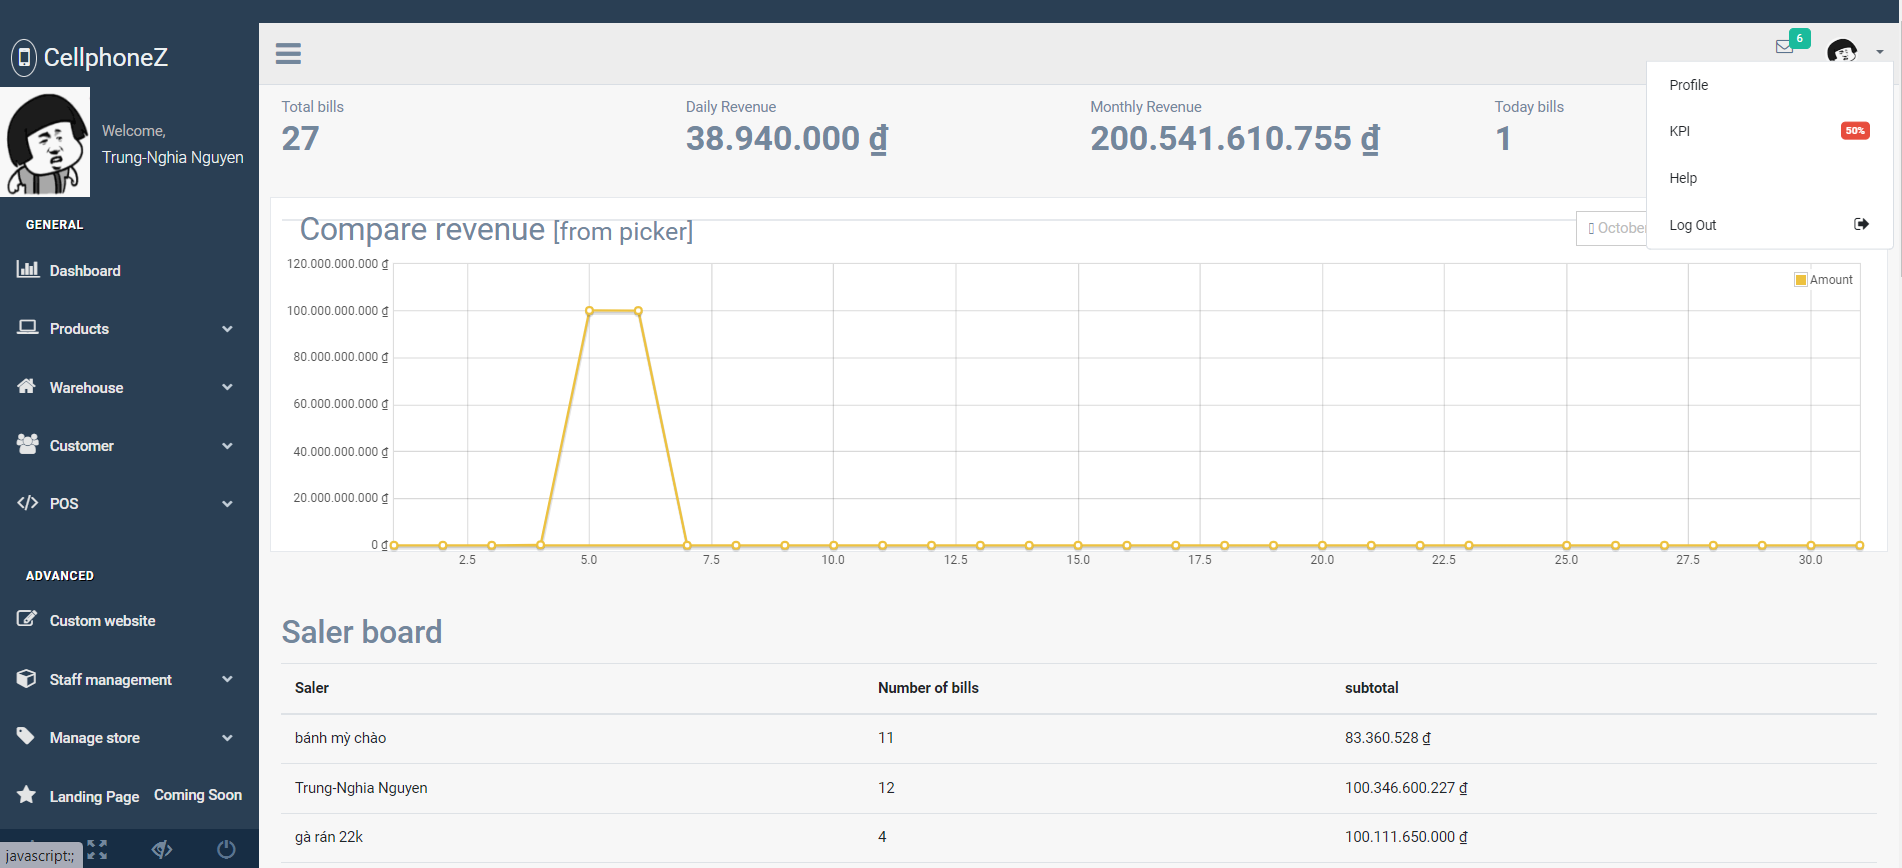 CellphoneZ
Welcome,
Trung-Nghia Nguyen
GENERAL
Dashboard
Products
Warehouse
Customer
POS
ADVANCED
Custom website
Staff management
Manage store
Landing Page Coming Soon
javascript:;
6
Profile
KPI 50%
Help
Log Out
Total bills
27
Daily Revenue
38.940.000 ₫
Monthly Revenue
200.541.610.755 ₫
Today bills
1
Compare revenue [from picker]
October
120.000.000.000 ₫
100.000.000.000 ₫
80.000.000.000 ₫
60.000.000.000 ₫
40.000.000.000 ₫
20.000.000.000 ₫
0 ₫
Amount
2.5 5.0 7.5 10.0 12.5 15.0 17.5 20.0 22.5 25.0 27.5 30.0
Saler board
Saler Number of bills subtotal
bánh mỳ chào 11 83.360.528 ₫
Trung-Nghia Nguyen 12 100.346.600.227 ₫
gà rán 22k 4 100.111.650.000 ₫